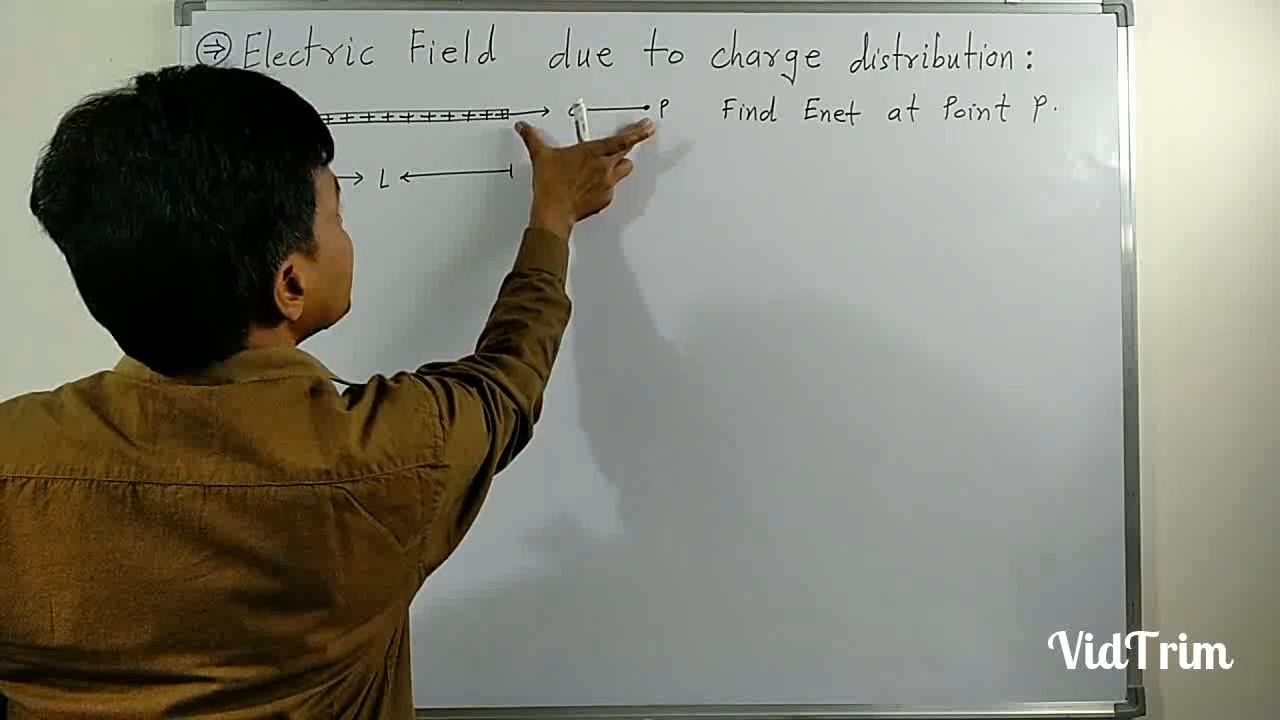 ⇒ Electric Field due to charge distribution:
P Find Enet at Point P.
L
VidTrim